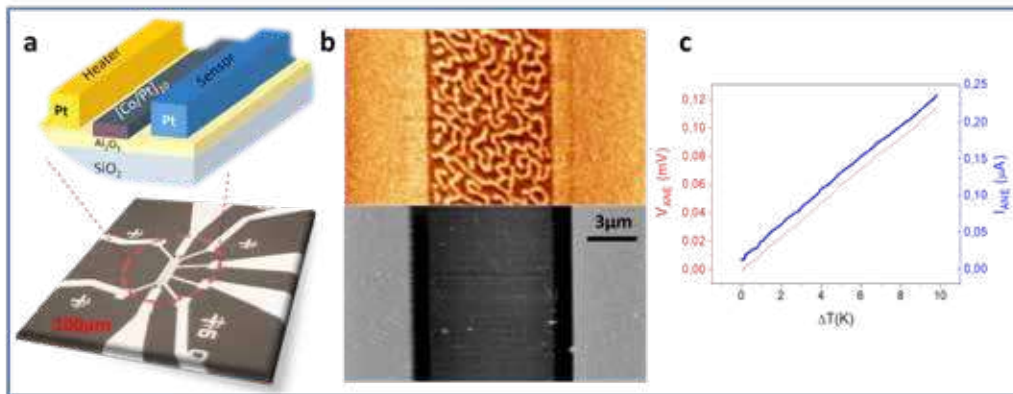 a
Heater
[Co/Pt]
Sensor
Pt
Pt
Al₂O₃
SiO₂
100μm
b
3μm
c
V_ANE (mV)
0,12
0,10
0.08
0.06
0.04
0.02
0.00
I_ANE (μA)
0,25
0,20
0,15
0,10
0,05
0,00
0 2 4 6 8 10
ΔT(K)